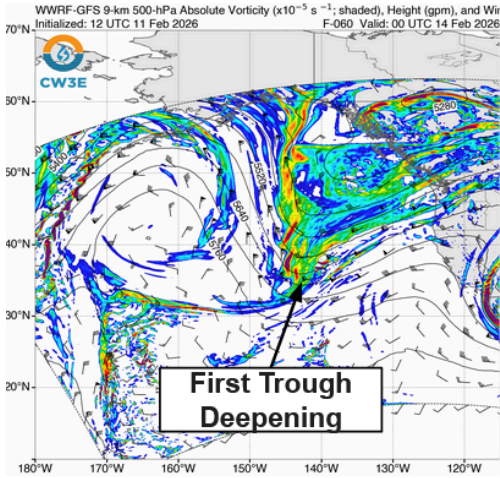 WWRF-GFS 9-km 500-hPa Absolute Vorticity (x10⁻⁵ s⁻¹; shaded), Height (gpm), and Win
Initialized: 12 UTC 11 Feb 2026 F-060 Valid: 00 UTC 14 Feb 2026
70°N
CW3E
60°N
5280
5400
50°N
5520
5640
40°N
5760
30°N
First Trough
Deepening
20°N
180°W 170°W 160°W 150°W 140°W 130°W 120°W